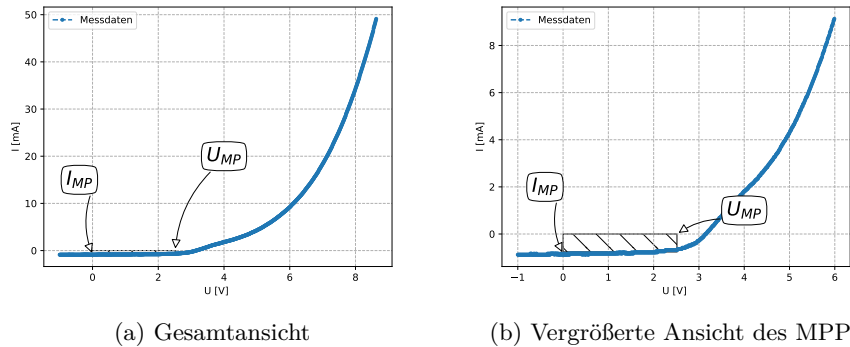 Messdaten
50
40
30
20
10
0
I [mA]
I_MP
U_MP
0
2
4
6
8
U [V]
(a) Gesamtansicht
Messdaten
8
6
4
2
0
I [mA]
I_MP
U_MP
−1
0
1
2
3
4
5
6
U [V]
(b) Vergrößerte Ansicht des MPP